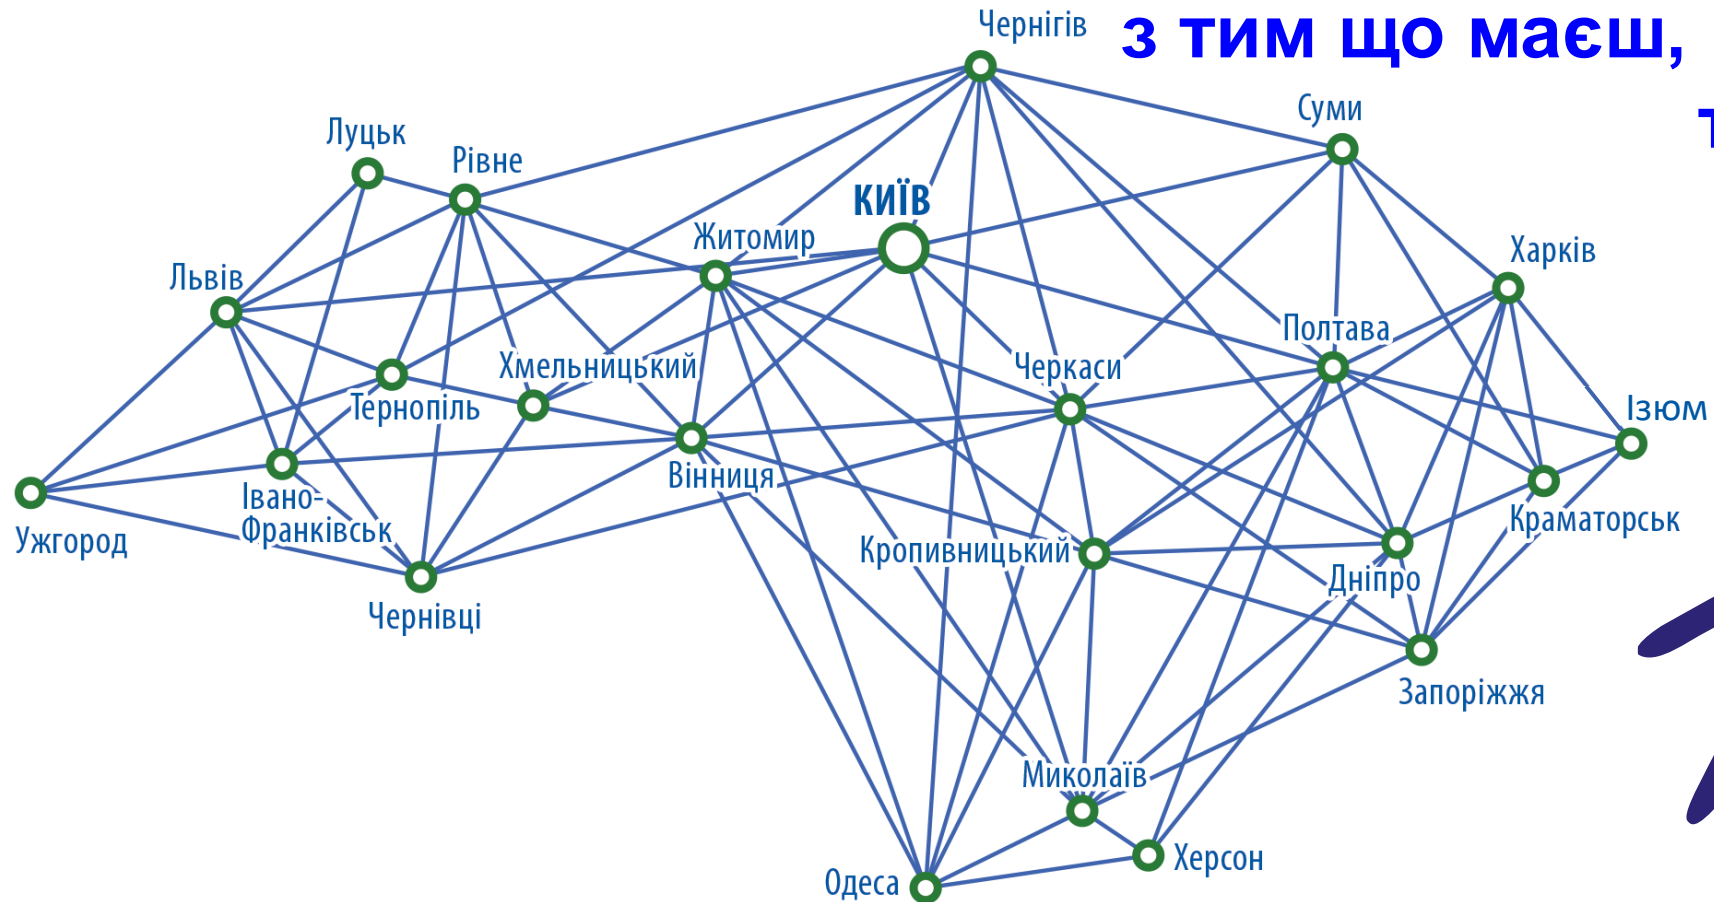 з тим що маєш,
Чернігів
Суми
Луцьк
Рівне
КИЇВ
Житомир
Харків
Львів
Полтава
Хмельницький
Черкаси
Тернопіль
Ізюм
Вінниця
Івано-
Франківськ
Ужгород
Краматорськ
Кропивницький
Дніпро
Чернівці
Запоріжжя
Миколаїв
Херсон
Одеса